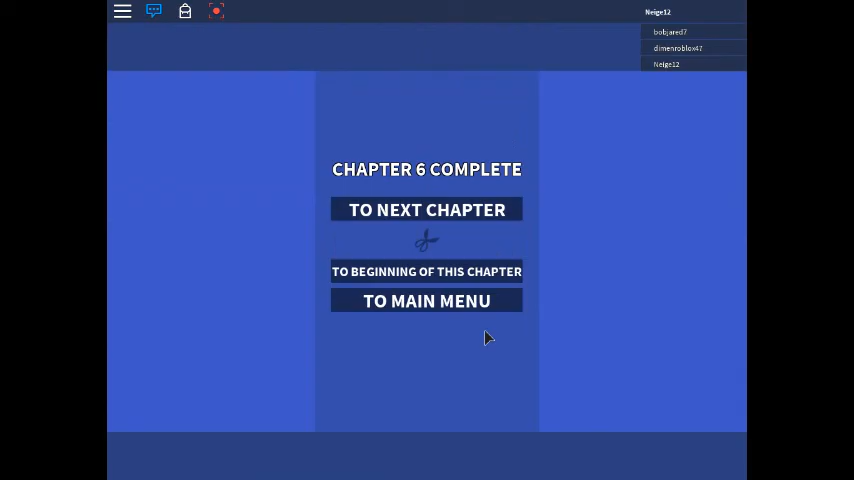 Neige12
bobjared7
dimenroblox47
Neige12
CHAPTER 6 COMPLETE
TO NEXT CHAPTER
TO BEGINNING OF THIS CHAPTER
TO MAIN MENU